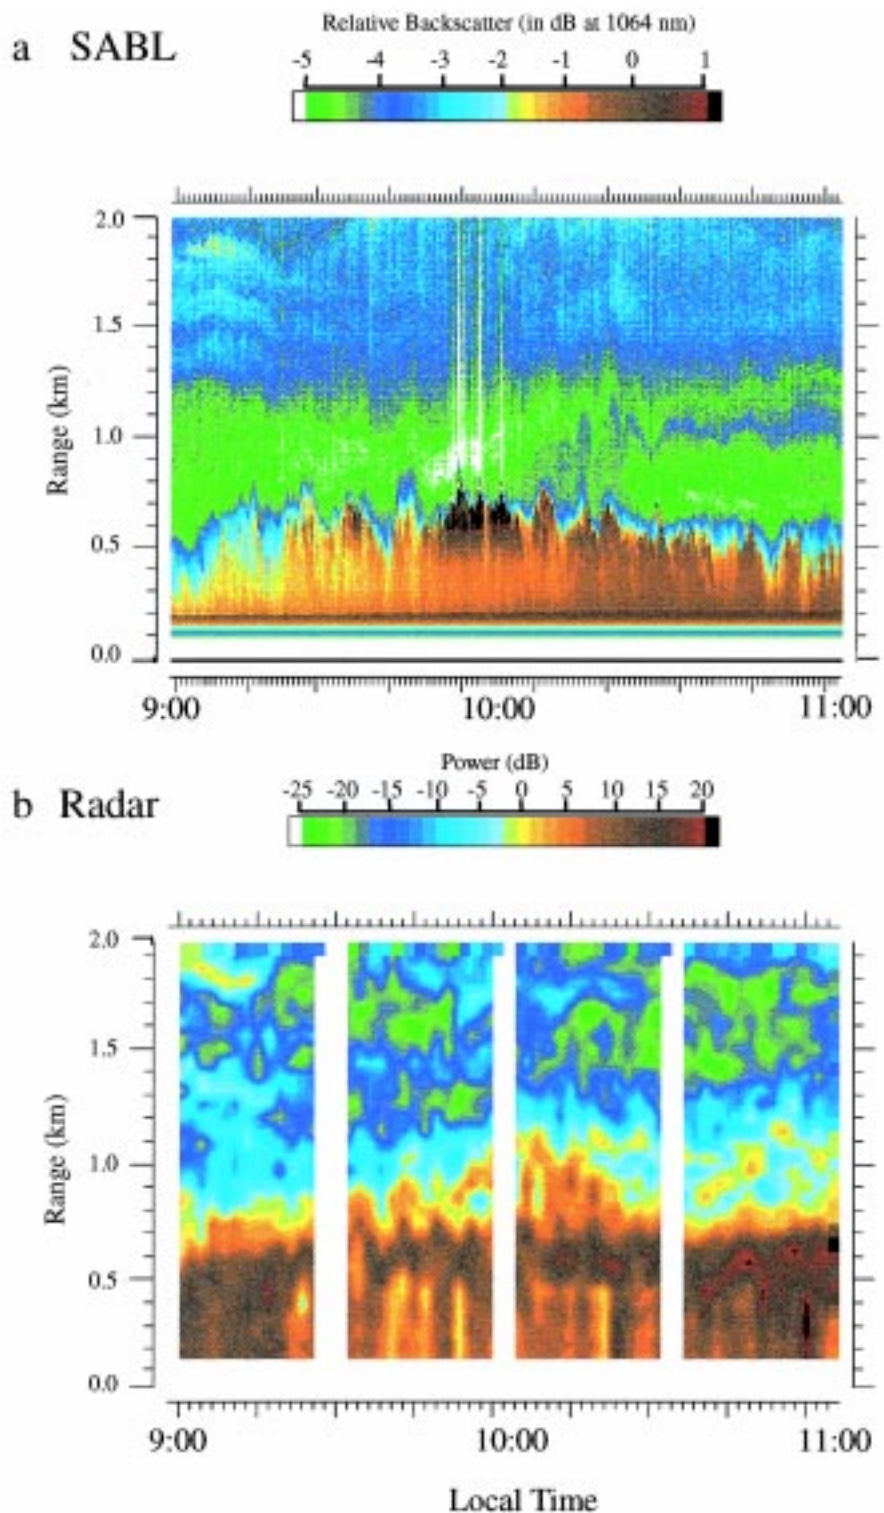 Relative Backscatter (in dB at 1064 nm)
a SABL
-5 -4 -3 -2 -1 0 1
2.0
1.5
1.0
0.5
0.0
Range (km)
9:00 10:00 11:00
Power (dB)
b Radar
-25 -20 -15 -10 -5 0 5 10 15 20
2.0
1.5
1.0
0.5
0.0
Range (km)
9:00 10:00 11:00
Local Time